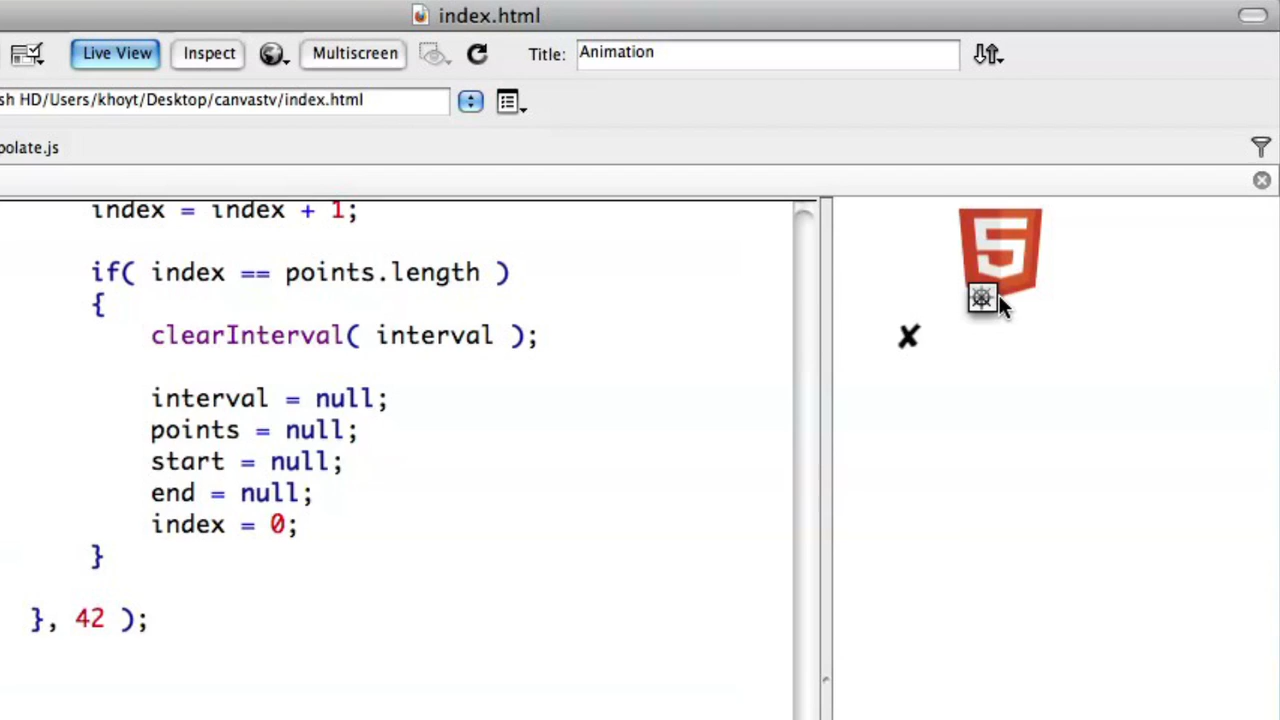 index.html
Live View Inspect Multiscreen Title: Animation
sh HD/Users/khoyt/Desktop/canvastv/index.html
polate.js
index = index + 1;
if( index == points.length )
{
clearInterval( interval );
interval = null;
points = null;
start = null;
end = null;
index = 0;
}
}, 42 );
5
✘